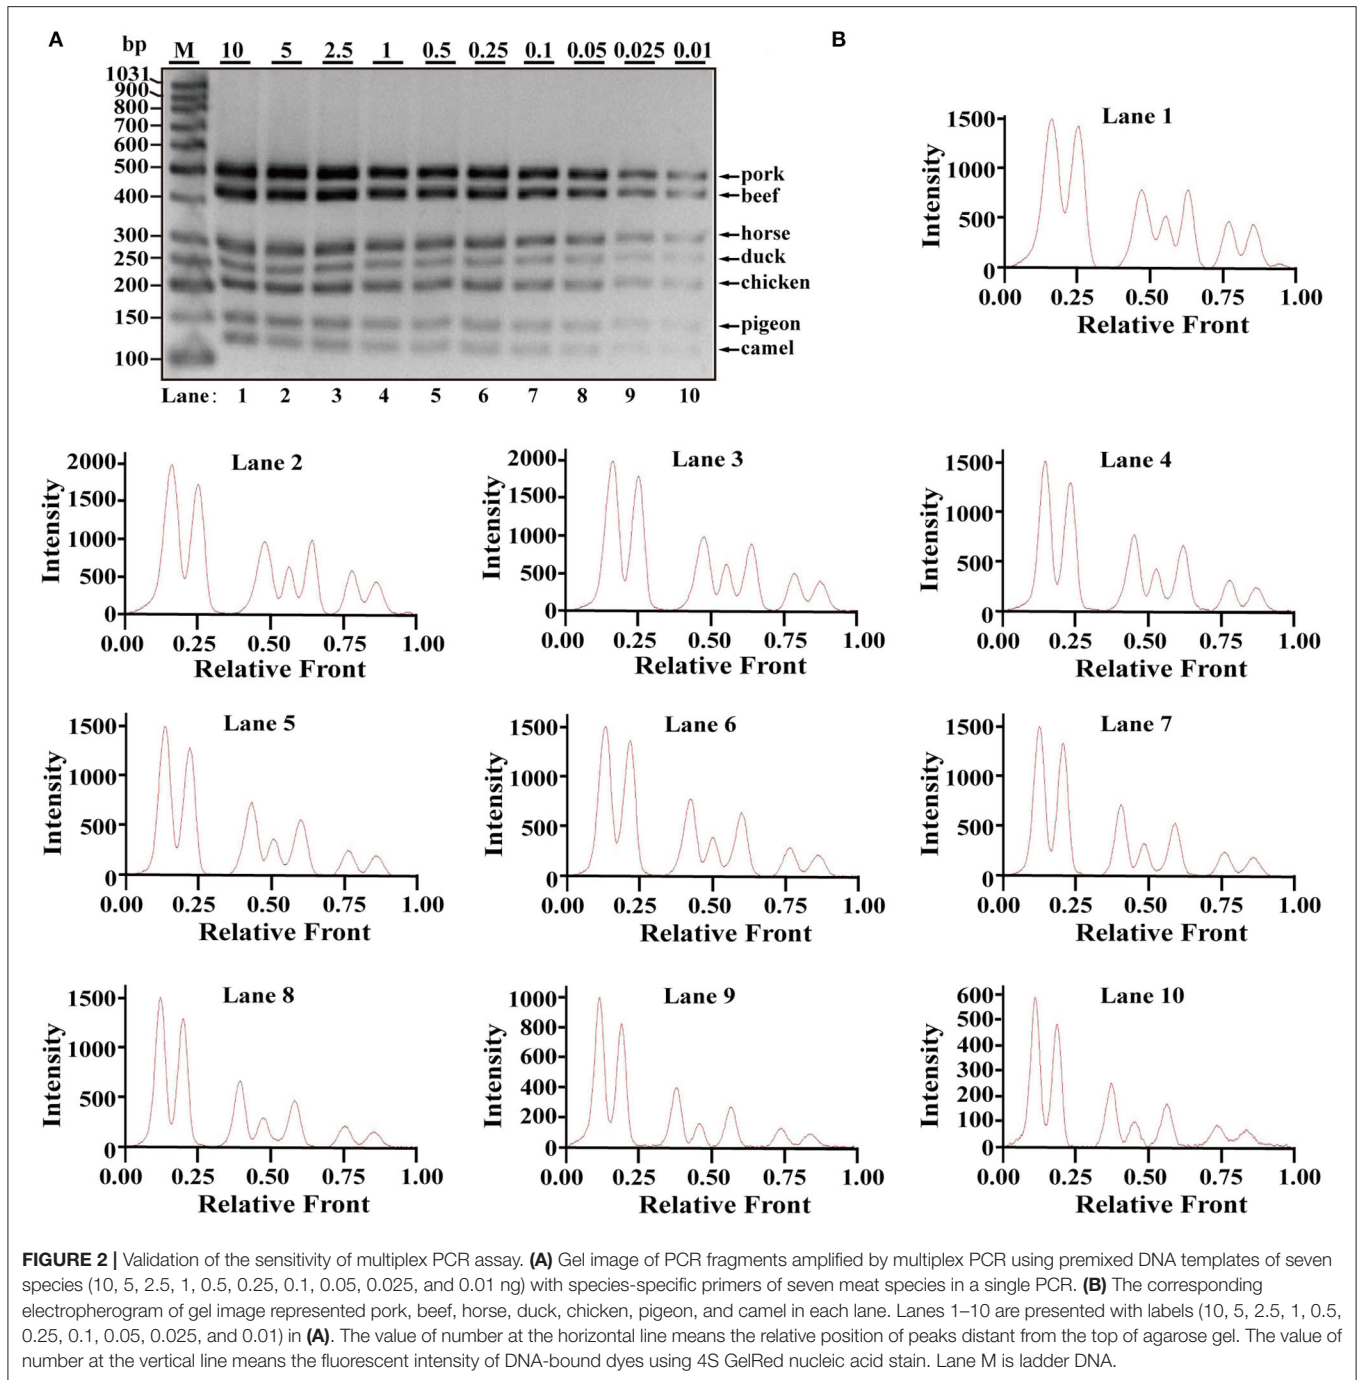 A
bp M 10 5 2.5 1 0.5 0.25 0.1 0.05 0.025 0.01
1031
900
800
700
600
500
400
300
250
200
150
100
pork
beef
horse
duck
chicken
pigeon
camel
Lane: 1 2 3 4 5 6 7 8 9 10
B
Lane 1
Intensity
1500
1000
500
0
0.00 0.25 0.50 0.75 1.00
Relative Front
Lane 2
Intensity
2000
1500
1000
500
0
0.00 0.25 0.50 0.75 1.00
Relative Front
Lane 3
Intensity
2000
1500
1000
500
0
0.00 0.25 0.50 0.75 1.00
Relative Front
Lane 4
Intensity
1500
1000
500
0
0.00 0.25 0.50 0.75 1.00
Relative Front
Lane 5
Intensity
1500
1000
500
0
0.00 0.25 0.50 0.75 1.00
Relative Front
Lane 6
Intensity
1500
1000
500
0
0.00 0.25 0.50 0.75 1.00
Relative Front
Lane 7
Intensity
1500
1000
500
0
0.00 0.25 0.50 0.75 1.00
Relative Front
Lane 8
Intensity
1500
1000
500
0
0.00 0.25 0.50 0.75 1.00
Relative Front
Lane 9
Intensity
1000
800
600
400
200
0
0.00 0.25 0.50 0.75 1.00
Relative Front
Lane 10
Intensity
600
500
400
300
200
100
0
0.00 0.25 0.50 0.75 1.00
Relative Front
FIGURE 2 | Validation of the sensitivity of multiplex PCR assay. (A) Gel image of PCR fragments amplified by multiplex PCR using premixed DNA templates of seven
species (10, 5, 2.5, 1, 0.5, 0.25, 0.1, 0.05, 0.025, and 0.01 ng) with species-specific primers of seven meat species in a single PCR. (B) The corresponding
electropherogram of gel image represented pork, beef, horse, duck, chicken, pigeon, and camel in each lane. Lanes 1–10 are presented with labels (10, 5, 2.5, 1, 0.5,
0.25, 0.1, 0.05, 0.025, and 0.01) in (A). The value of number at the horizontal line means the relative position of peaks distant from the top of agarose gel. The value of
number at the vertical line means the fluorescent intensity of DNA-bound dyes using 4S GelRed nucleic acid stain. Lane M is ladder DNA.